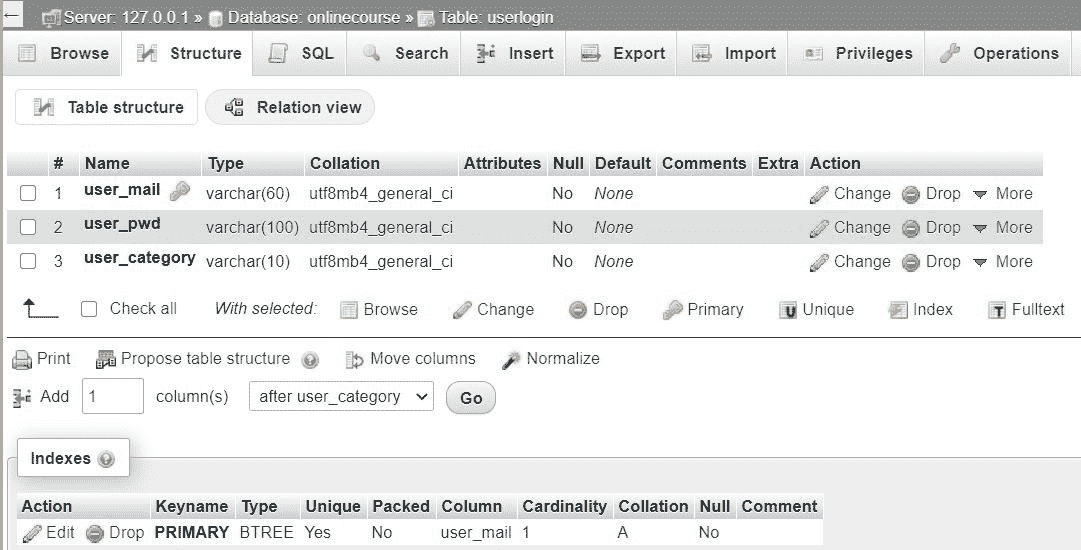 Server: 127.0.0.1 » Database: onlinecourse » Table: userlogin
Browse Structure SQL Search Insert Export Import Privileges Operations
Table structure Relation view
# Name Type Collation Attributes Null Default Comments Extra Action
1 user_mail varchar(60) utf8mb4_general_ci No None Change Drop More
2 user_pwd varchar(100) utf8mb4_general_ci No None Change Drop More
3 user_category varchar(10) utf8mb4_general_ci No None Change Drop More
Check all With selected: Browse Change Drop Primary Unique Index Fulltext
Print Propose table structure Move columns Normalize
Add 1 column(s) after user_category Go
Indexes
Action Keyname Type Unique Packed Column Cardinality Collation Null Comment
Edit Drop PRIMARY BTREE Yes No user_mail 1 A No